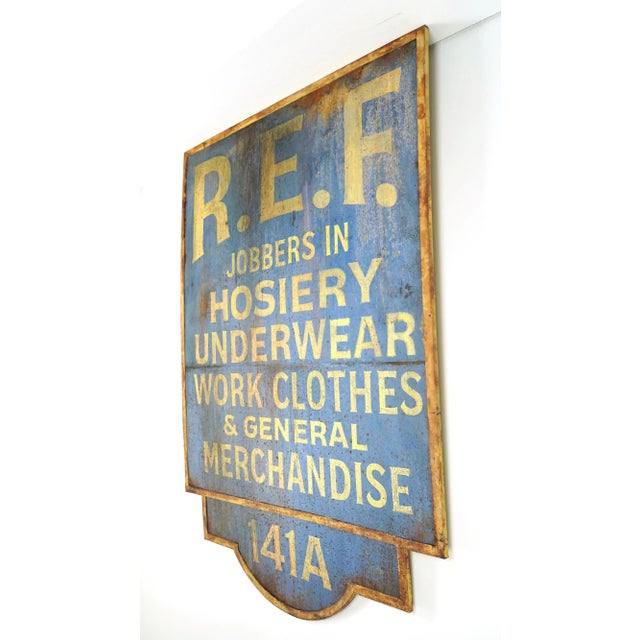 R.E.F.
JOBBERS IN
HOSIERY
UNDERWEAR
WORK CLOTHES
& GENERAL
MERCHANDISE
141A